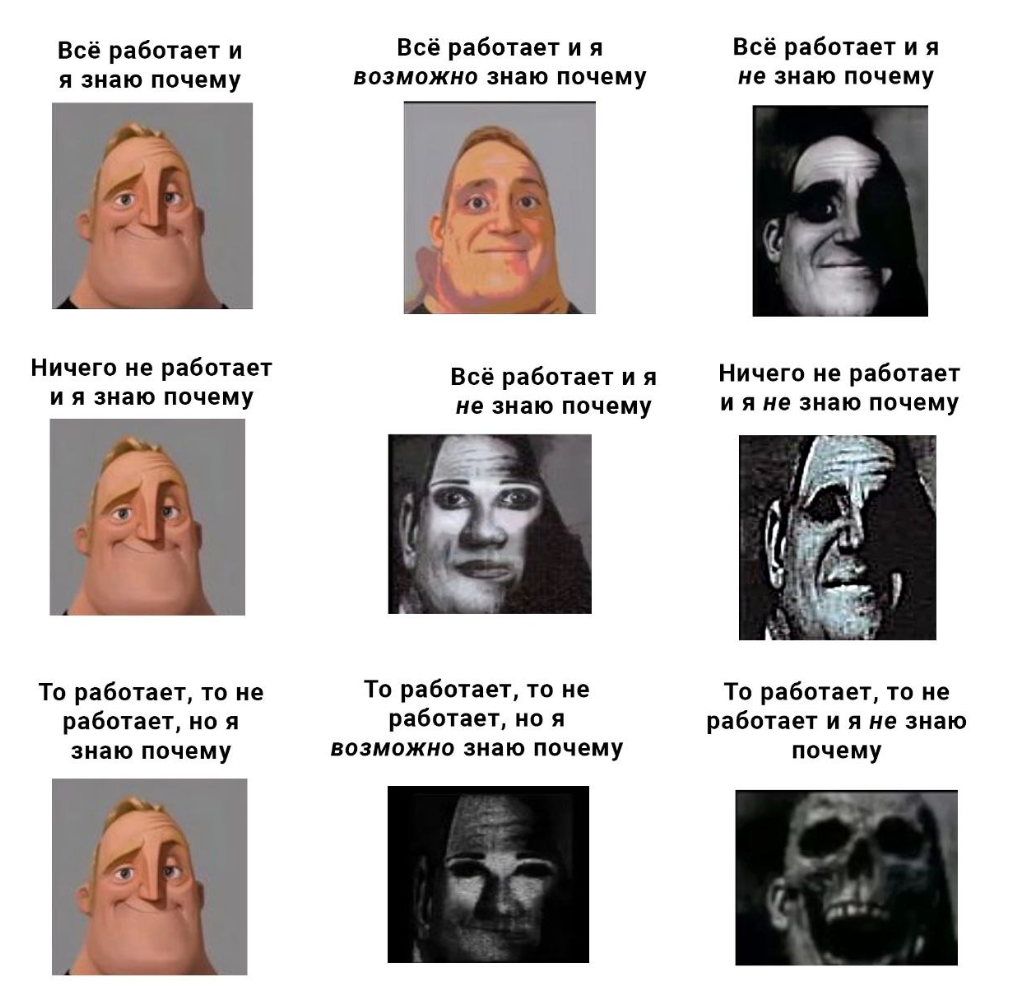 Всё работает и
я знаю почему
Всё работает и я
возможно знаю почему
Всё работает и я
не знаю почему
Ничего не работает
и я знаю почему
Всё работает и я
не знаю почему
Ничего не работает
и я не знаю почему
То работает, то не
работает, но я
знаю почему
То работает, то не
работает, но я
возможно знаю почему
То работает, то не
работает и я не знаю
почему